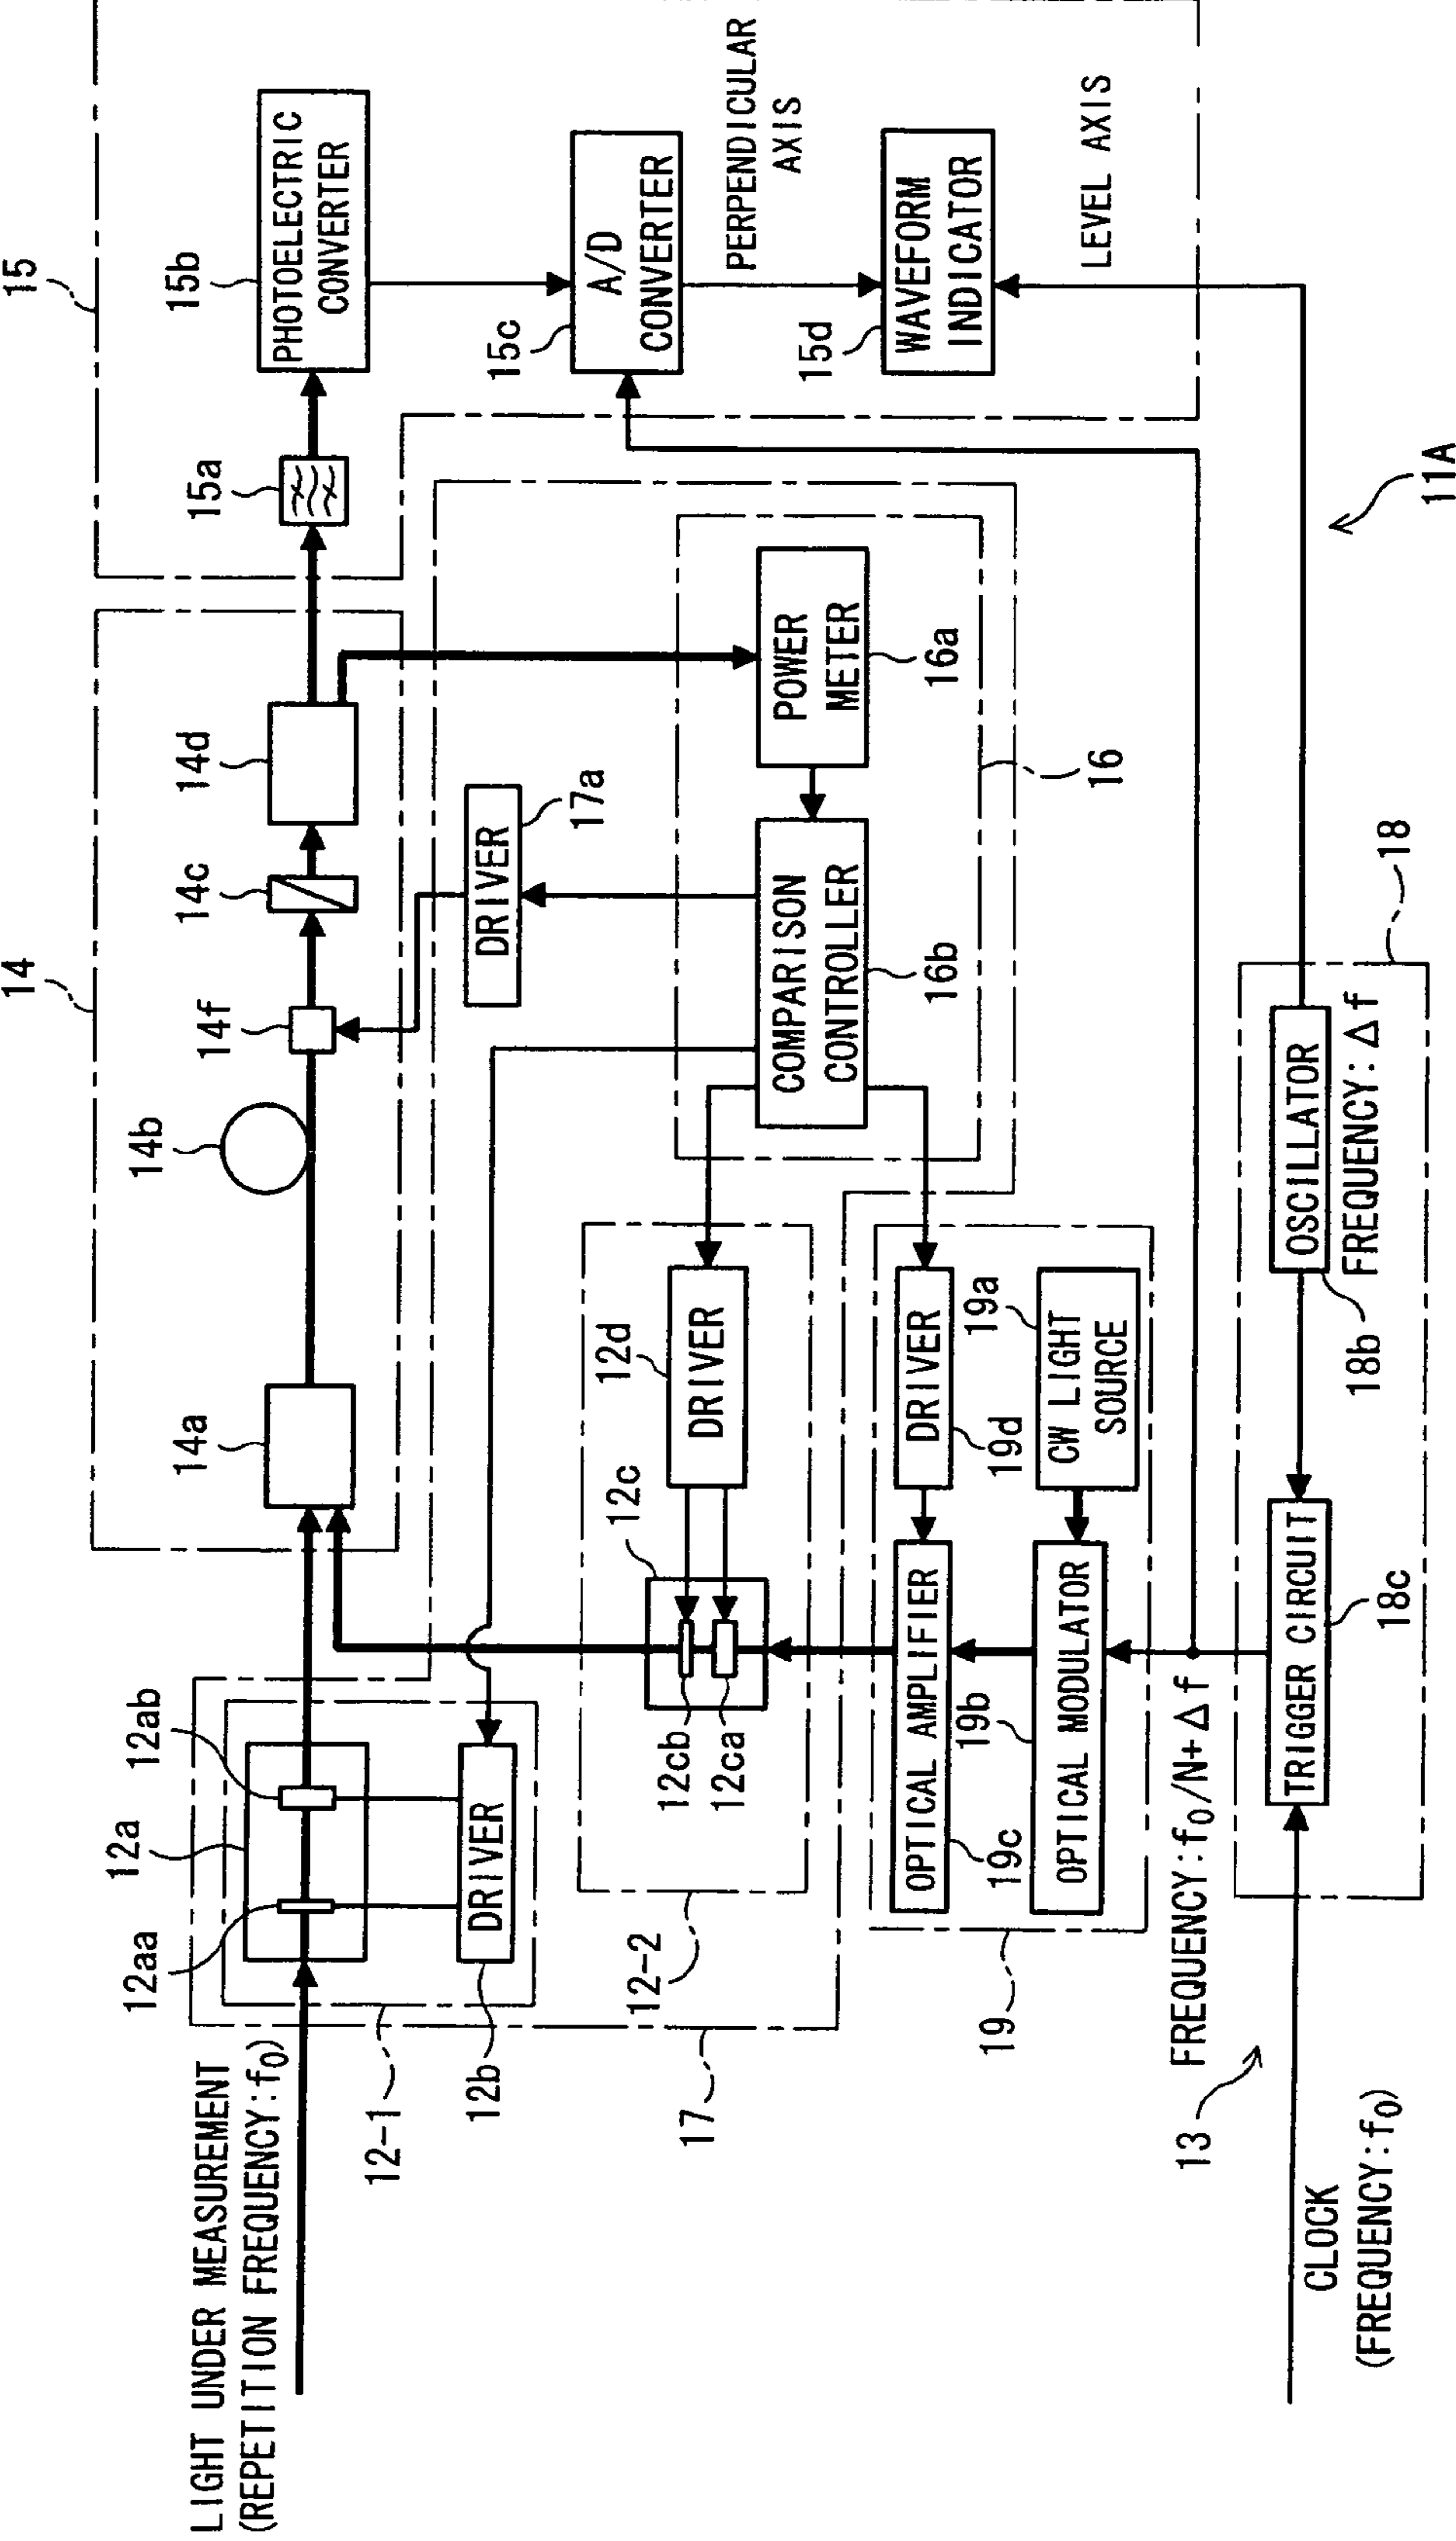 15
15b
PHOTOELECTRIC
CONVERTER
15a
15c
A/D
CONVERTER
PERPENDICULAR
AXIS
15d
WAVEFORM
INDICATOR
LEVEL AXIS
14
14a
14b
14f
14c
14d
DRIVER
17a
POWER
METER
16a
COMPARISON
CONTROLLER
16b
16
LIGHT UNDER MEASUREMENT
(REPETITION FREQUENCY:f0)
12aa
12a
12ab
DRIVER
12b
12-1
12c
12cb
12ca
12d
DRIVER
12-2
17
DRIVER
19d
19a
CW LIGHT
SOURCE
OPTICAL AMPLIFIER
19c
19b
OPTICAL MODULATOR
19
FREQUENCY:f0/N+Δf
13
CLOCK
(FREQUENCY:f0)
TRIGGER CIRCUIT
18c
OSCILLATOR
18b
FREQUENCY:Δf
18
11A